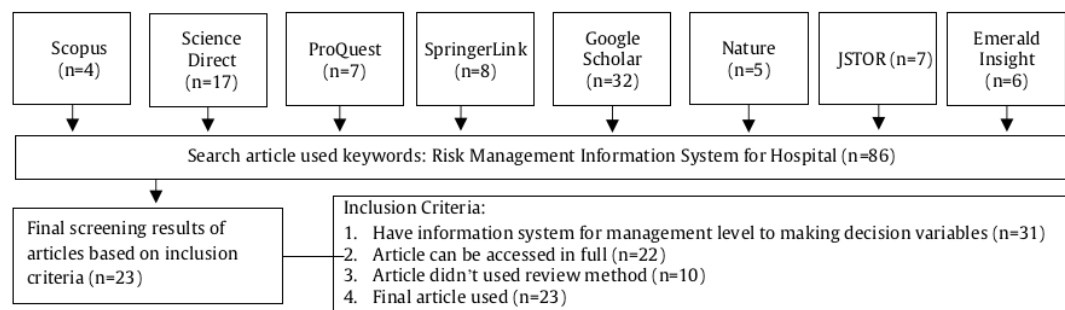 Scopus
(n=4)
Science
Direct
(n=17)
ProQuest
(n=7)
SpringerLink
(n=8)
Google
Scholar
(n=32)
Nature
(n=5)
JSTOR (n=7)
Emerald
Insight
(n=6)
Search article used keywords: Risk Management Information System for Hospital (n=86)
Final screening results of
articles based on inclusion
criteria (n=23)
Inclusion Criteria:
1. Have information system for management level to making decision variables (n=31)
2. Article can be accessed in full (n=22)
3. Article didn't used review method (n=10)
4. Final article used (n=23)